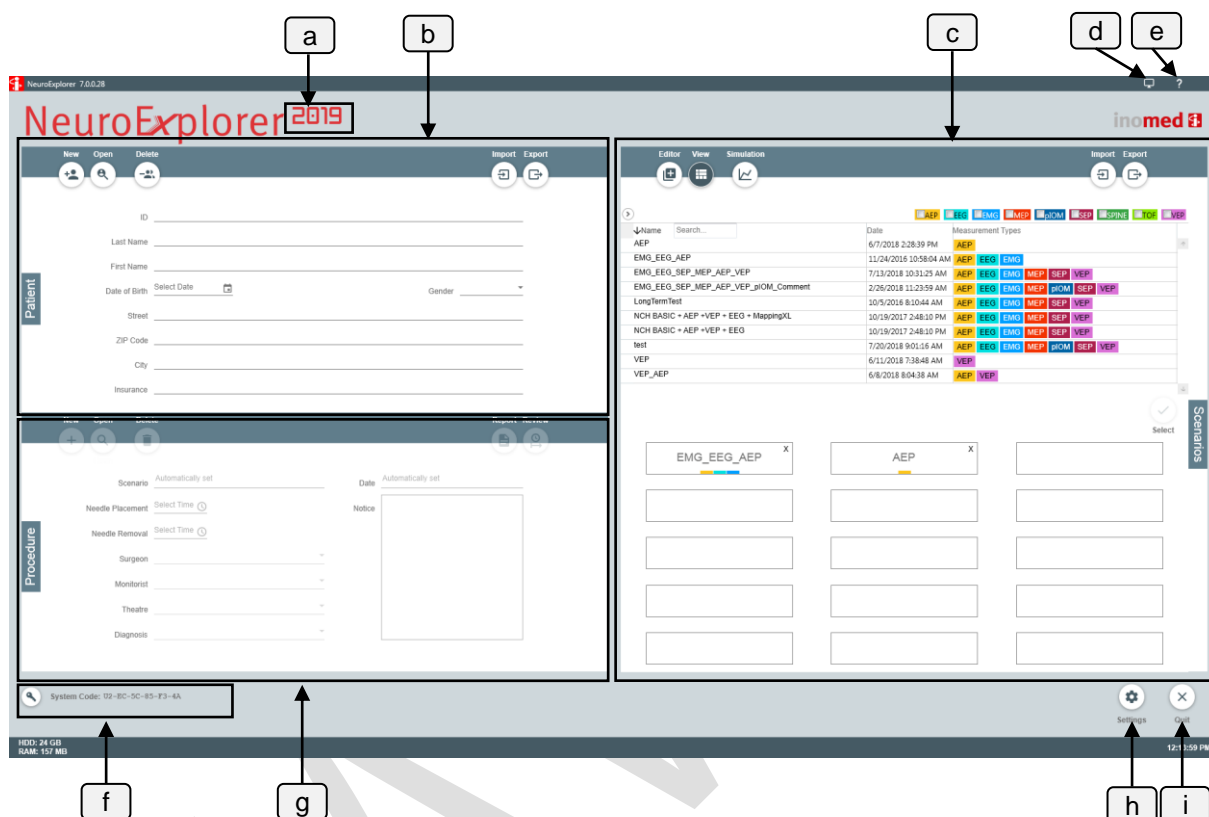 a b c d e
NeuroExplorer 7.0.0.28 ?
NeuroExplorer 2019
inomed
New Open Delete Import Export
Editor View Simulation Import Export
ID
Last Name
First Name
Date of Birth Select Date Gender
Street
ZIP Code
City
Insurance
Patient
AEP EEG EMG MEP pIOM SEP SPINE TOF VEP
Name Search... Date Measurement Types
AEP 6/7/2018 2:28:39 PM AEP
EMG_EEG_AEP 11/24/2016 10:58:04 AM AEP EEG EMG
EMG_EEG_SEP_MEP_AEP_VEP 7/13/2018 10:31:25 AM AEP EEG EMG MEP SEP VEP
EMG_EEG_SEP_MEP_AEP_VEP_pIOM_Comment 2/26/2018 11:23:59 AM AEP EEG EMG MEP pIOM SEP VEP
LongTermTest 10/5/2016 8:10:44 AM AEP EEG EMG MEP SEP VEP
NCH BASIC + AEP +VEP + EEG + MappingXL 10/19/2017 2:48:10 PM AEP EEG EMG MEP SEP VEP
NCH BASIC + AEP +VEP + EEG 10/19/2017 2:48:10 PM AEP EEG EMG MEP SEP VEP
test 7/20/2018 9:01:16 AM AEP EEG EMG MEP pIOM SEP VEP
VEP 6/11/2018 7:38:48 AM VEP
VEP_AEP 6/8/2018 8:04:38 AM AEP VEP
Select
Scenarios
EMG_EEG_AEP X AEP X
New Open Delete Report Review
Scenario Automatically set Date Automatically set
Needle Placement Select Time Notice
Needle Removal Select Time
Surgeon
Monitorist
Theatre
Diagnosis
Procedure
System Code: 02-EC-5C-85-F3-4A
Settings Quit
HDD: 24 GB
RAM: 157 MB
f g h i